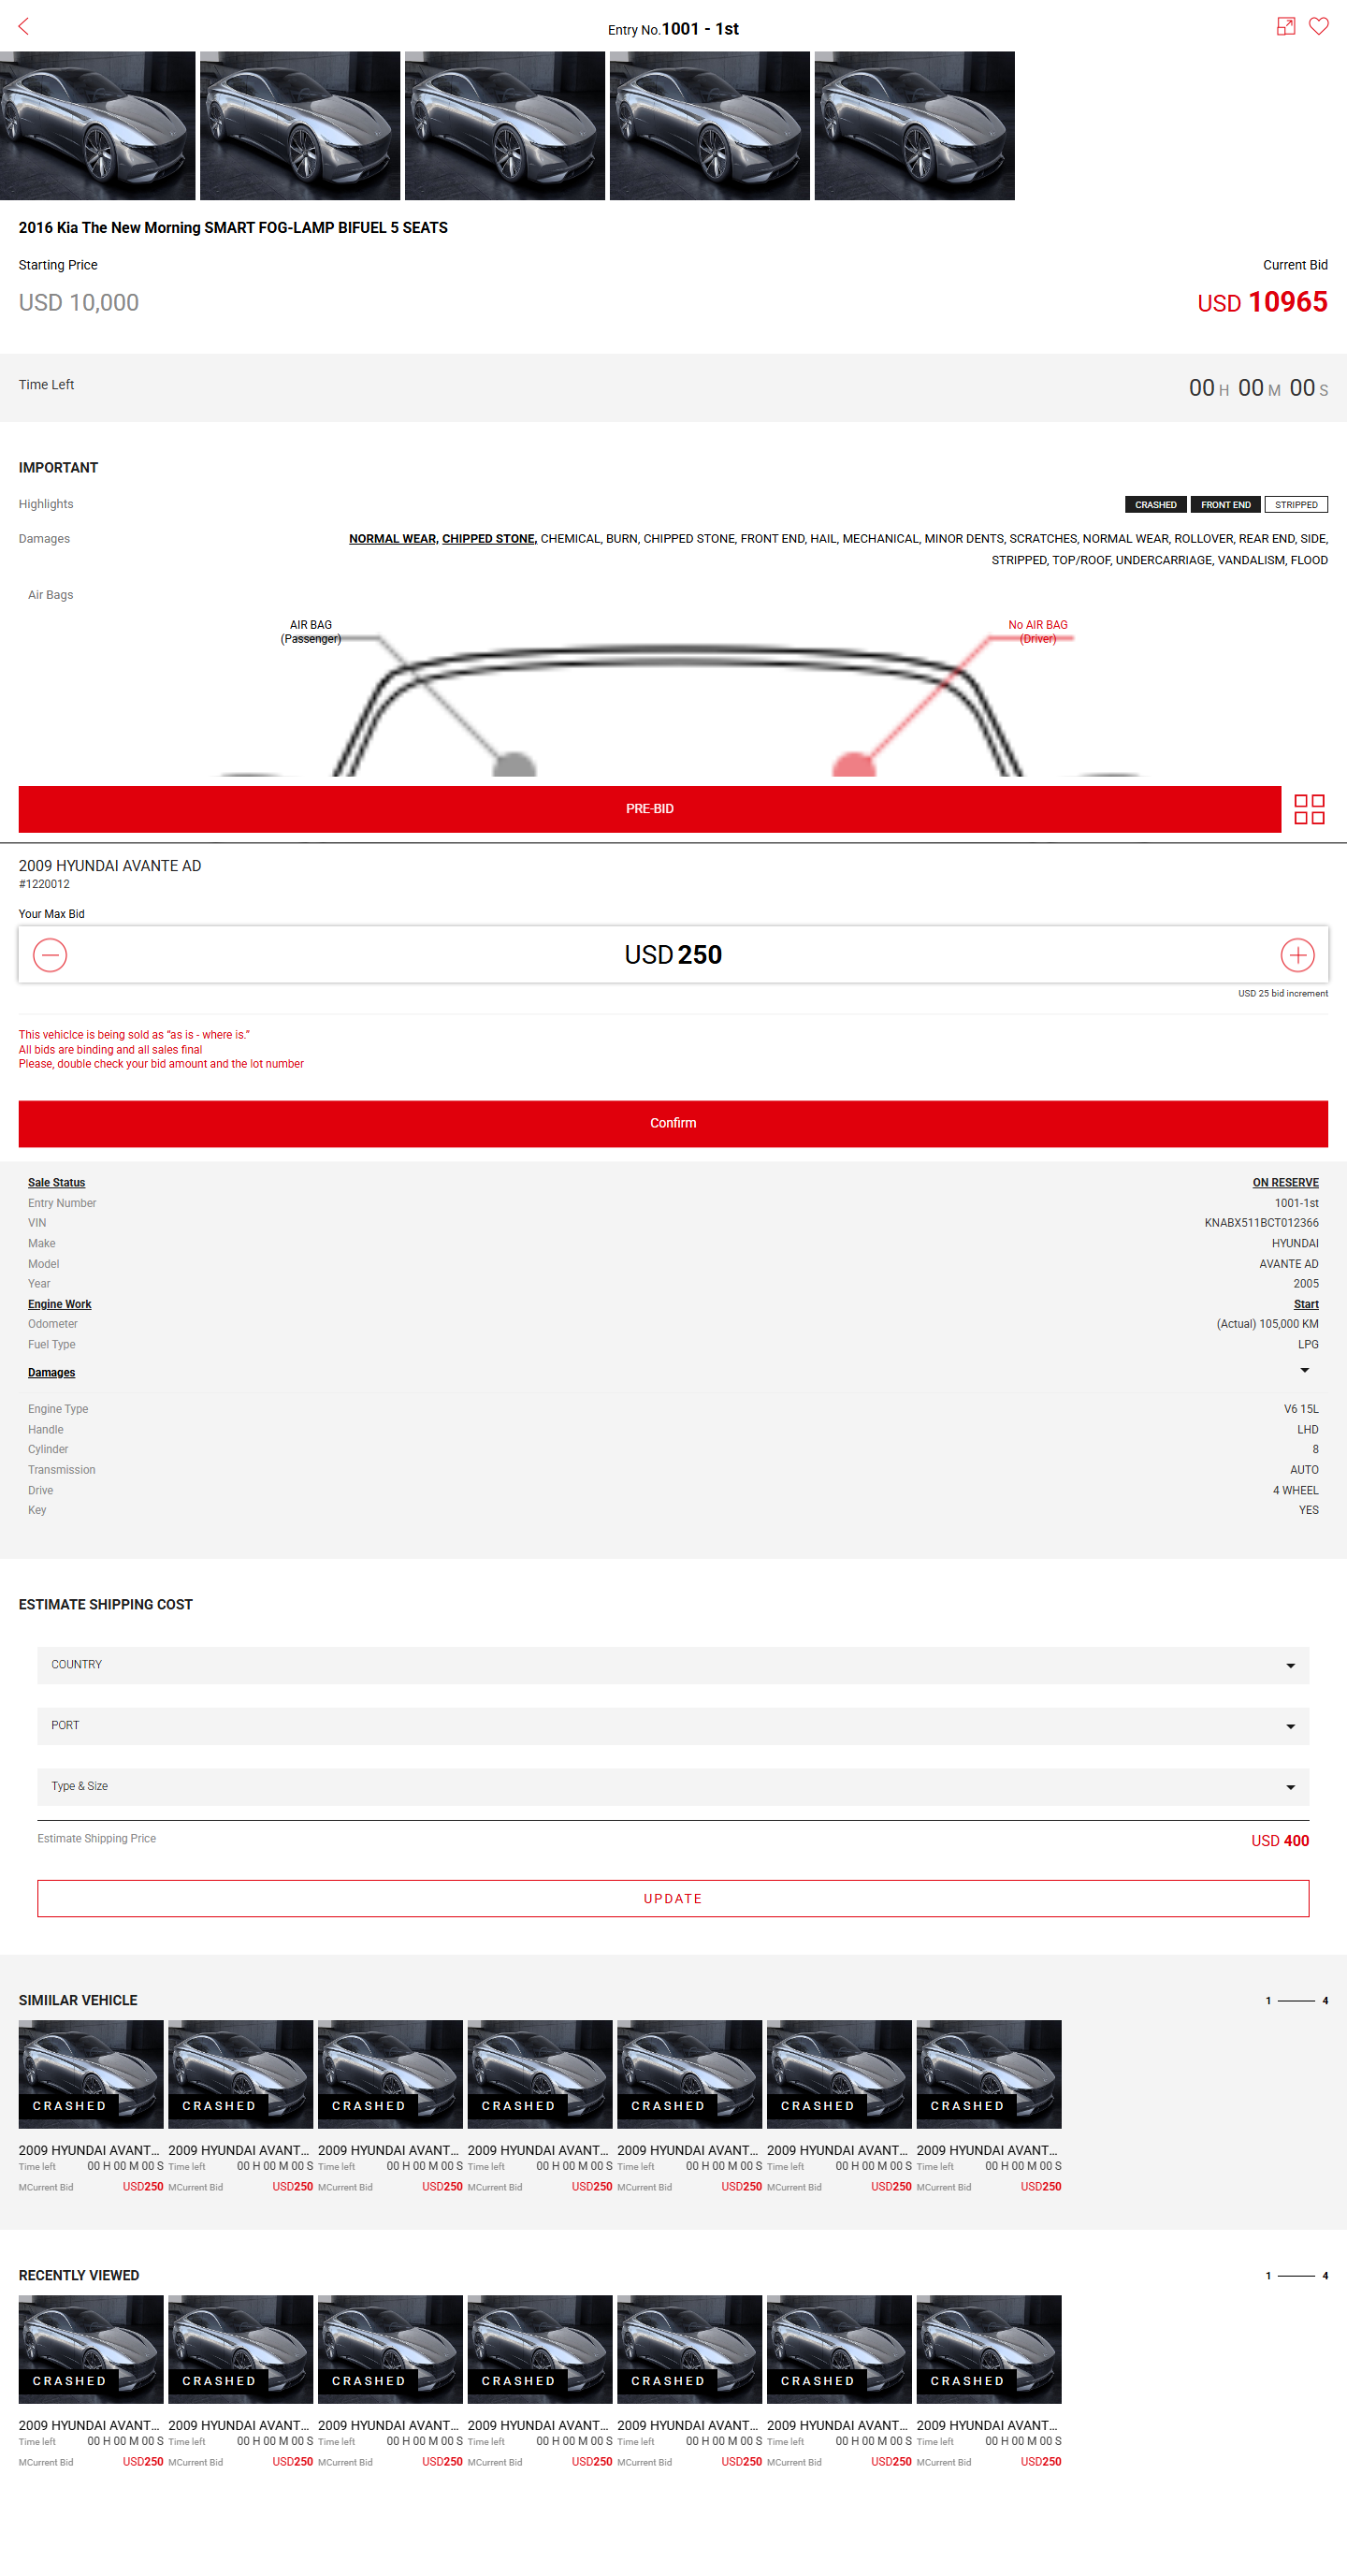 Entry No.1001 - 1st
2016 Kia The New Morning SMART FOG-LAMP BIFUEL 5 SEATS
Starting Price Current Bid
USD 10,000 USD 10965
Time Left 00 H 00 M 00 S
IMPORTANT
Highlights CRASHED FRONT END STRIPPED
Damages NORMAL WEAR, CHIPPED STONE, CHEMICAL, BURN, CHIPPED STONE, FRONT END, HAIL, MECHANICAL, MINOR DENTS, SCRATCHES, NORMAL WEAR, ROLLOVER, REAR END, SIDE,
STRIPPED, TOP/ROOF, UNDERCARRIAGE, VANDALISM, FLOOD
Air Bags
AIR BAG No AIR BAG
(Passenger) (Driver)
PRE-BID
2009 HYUNDAI AVANTE AD
#1220012
Your Max Bid
USD 250
USD 25 bid increment
This vehiclce is being sold as “as is - where is.”
All bids are binding and all sales final
Please, double check your bid amount and the lot number
Confirm
Sale Status ON RESERVE
Entry Number 1001-1st
VIN KNABX511BCT012366
Make HYUNDAI
Model AVANTE AD
Year 2005
Engine Work Start
Odometer (Actual) 105,000 KM
Fuel Type LPG
Damages
Engine Type V6 15L
Handle LHD
Cylinder 8
Transmission AUTO
Drive 4 WHEEL
Key YES
ESTIMATE SHIPPING COST
COUNTRY
PORT
Type & Size
Estimate Shipping Price USD 400
UPDATE
SIMIILAR VEHICLE 1 4
CRASHED CRASHED CRASHED CRASHED CRASHED CRASHED CRASHED
2009 HYUNDAI AVANT... 2009 HYUNDAI AVANT... 2009 HYUNDAI AVANT... 2009 HYUNDAI AVANT... 2009 HYUNDAI AVANT... 2009 HYUNDAI AVANT... 2009 HYUNDAI AVANT...
Time left 00 H 00 M 00 S Time left 00 H 00 M 00 S Time left 00 H 00 M 00 S Time left 00 H 00 M 00 S Time left 00 H 00 M 00 S Time left 00 H 00 M 00 S Time left 00 H 00 M 00 S
MCurrent Bid USD250 MCurrent Bid USD250 MCurrent Bid USD250 MCurrent Bid USD250 MCurrent Bid USD250 MCurrent Bid USD250 MCurrent Bid USD250
RECENTLY VIEWED 1 4
CRASHED CRASHED CRASHED CRASHED CRASHED CRASHED CRASHED
2009 HYUNDAI AVANT... 2009 HYUNDAI AVANT... 2009 HYUNDAI AVANT... 2009 HYUNDAI AVANT... 2009 HYUNDAI AVANT... 2009 HYUNDAI AVANT... 2009 HYUNDAI AVANT...
Time left 00 H 00 M 00 S Time left 00 H 00 M 00 S Time left 00 H 00 M 00 S Time left 00 H 00 M 00 S Time left 00 H 00 M 00 S Time left 00 H 00 M 00 S Time left 00 H 00 M 00 S
MCurrent Bid USD250 MCurrent Bid USD250 MCurrent Bid USD250 MCurrent Bid USD250 MCurrent Bid USD250 MCurrent Bid USD250 MCurrent Bid USD250